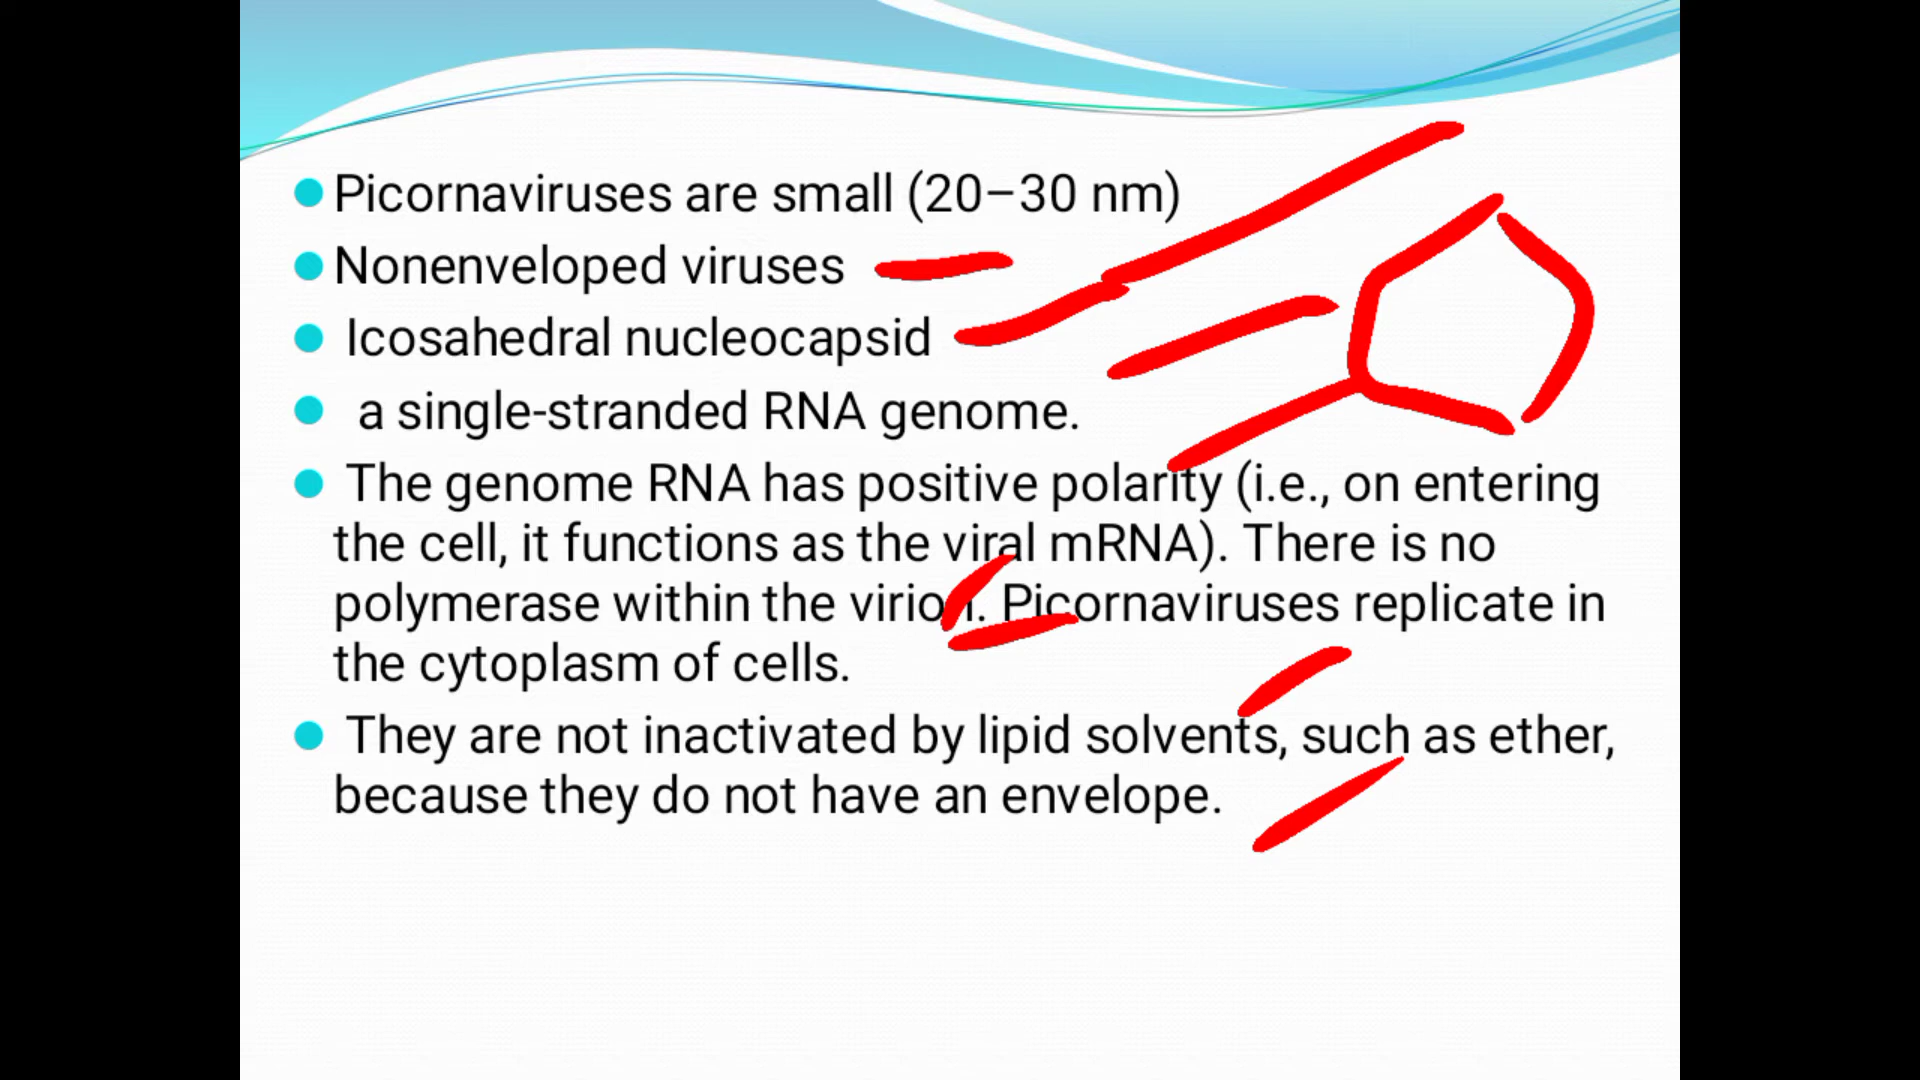 Picornaviruses are small (20–30 nm)
Nonenveloped viruses
Icosahedral nucleocapsid
a single-stranded RNA genome.
The genome RNA has positive polarity (i.e., on entering
the cell, it functions as the viral mRNA). There is no
polymerase within the virion. Picornaviruses replicate in
the cytoplasm of cells.
They are not inactivated by lipid solvents, such as ether,
because they do not have an envelope.